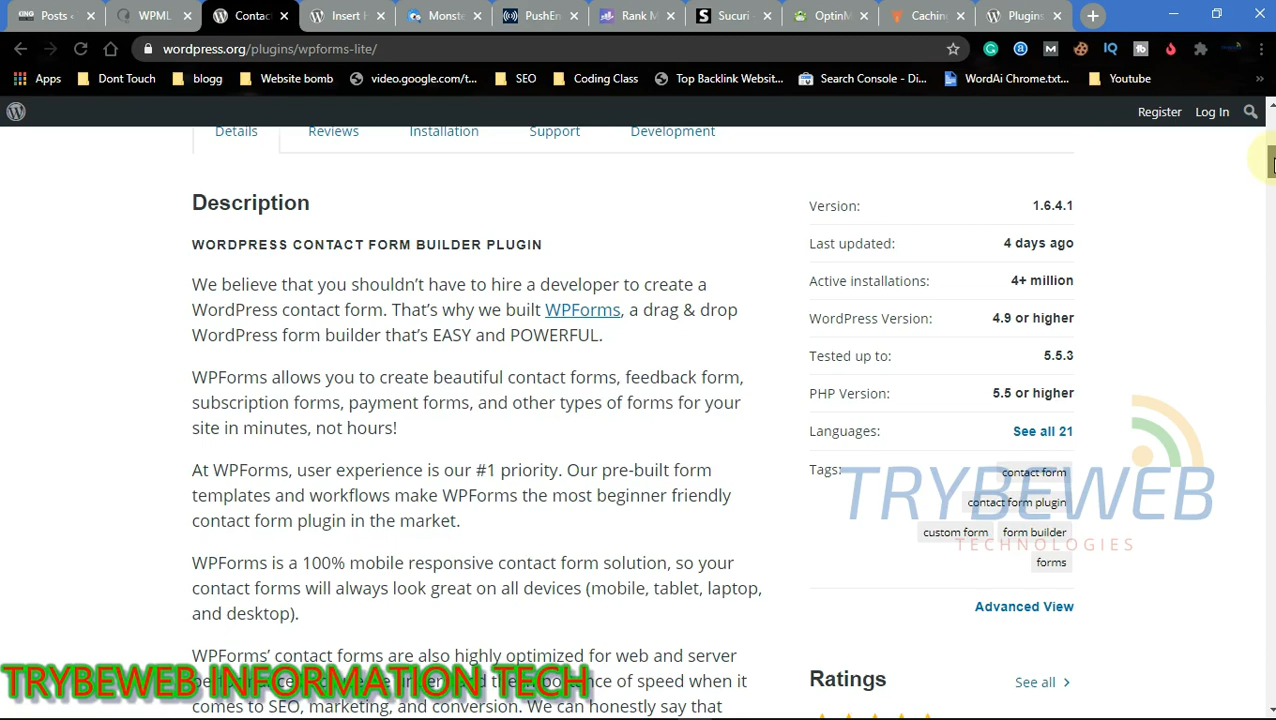 Posts
WPML
Contac
Insert H
Monste
PushEn
Rank M
Sucuri
OptinM
Caching
Plugins
wordpress.org/plugins/wpforms-lite/
Apps
Dont Touch
blogg
Website bomb
video.google.com/t...
SEO
Coding Class
Top Backlink Websit...
Search Console - Di...
WordAi Chrome.txt...
Youtube
Register
Log In
Details
Reviews
Installation
Support
Development
Description
WORDPRESS CONTACT FORM BUILDER PLUGIN
We believe that you shouldn't have to hire a developer to create a
WordPress contact form. That's why we built WPForms, a drag & drop
WordPress form builder that's EASY and POWERFUL.
WPForms allows you to create beautiful contact forms, feedback form,
subscription forms, payment forms, and other types of forms for your
site in minutes, not hours!
At WPForms, user experience is our #1 priority. Our pre-built form
templates and workflows make WPForms the most beginner friendly
contact form plugin in the market.
WPForms is a 100% mobile responsive contact form solution, so your
contact forms will always look great on all devices (mobile, tablet, laptop,
and desktop).
WPForms' contact forms are also highly optimized for web and server
the importance of speed when it
comes to SEO, marketing, and conversion. We can honestly say that
Version: 1.6.4.1
Last updated: 4 days ago
Active installations: 4+ million
WordPress Version: 4.9 or higher
Tested up to: 5.5.3
PHP Version: 5.5 or higher
Languages: See all 21
Tags: contact form
contact form plugin
custom form form builder
forms
Advanced View
Ratings
See all
TRYBEWEB
TECHNOLOGIES
TRYBEWEB INFORMATION TECH